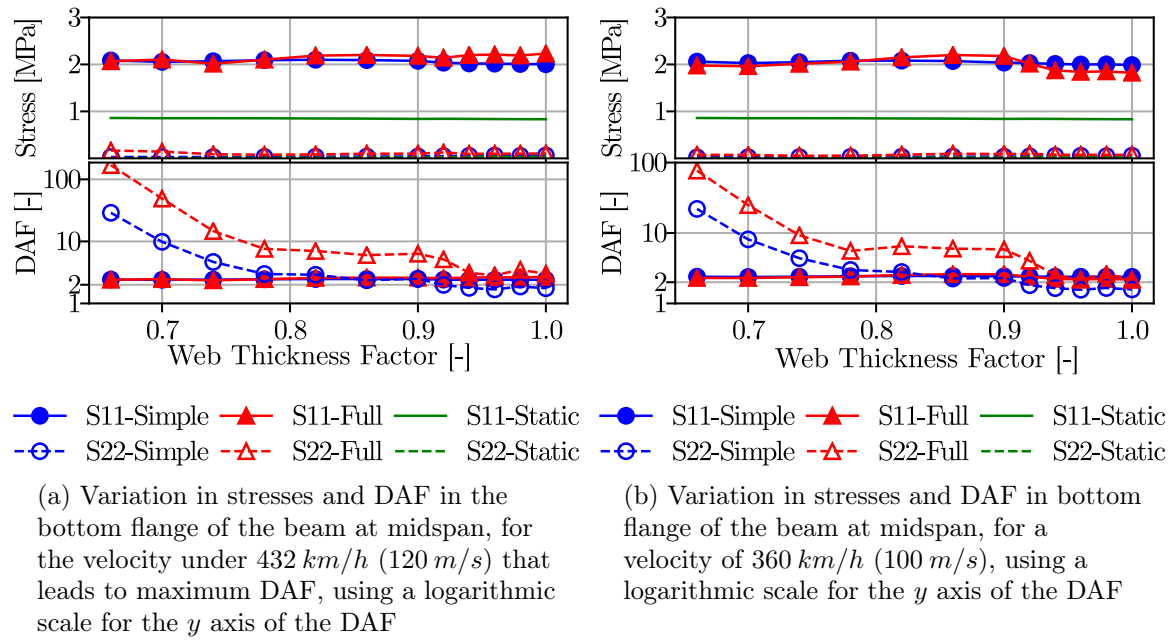 3
2
1
Stress [MPa]
100
10
2
1
DAF [-]
0.7 0.8 0.9 1.0
Web Thickness Factor [-]
S11-Simple S11-Full S11-Static
S22-Simple S22-Full S22-Static
(a) Variation in stresses and DAF in the
bottom flange of the beam at midspan, for
the velocity under 432 km/h (120 m/s) that
leads to maximum DAF, using a logarithmic
scale for the y axis of the DAF
3
2
1
Stress [MPa]
100
10
2
1
DAF [-]
0.7 0.8 0.9 1.0
Web Thickness Factor [-]
S11-Simple S11-Full S11-Static
S22-Simple S22-Full S22-Static
(b) Variation in stresses and DAF in bottom
flange of the beam at midspan, for a
velocity of 360 km/h (100 m/s), using a
logarithmic scale for the y axis of the DAF